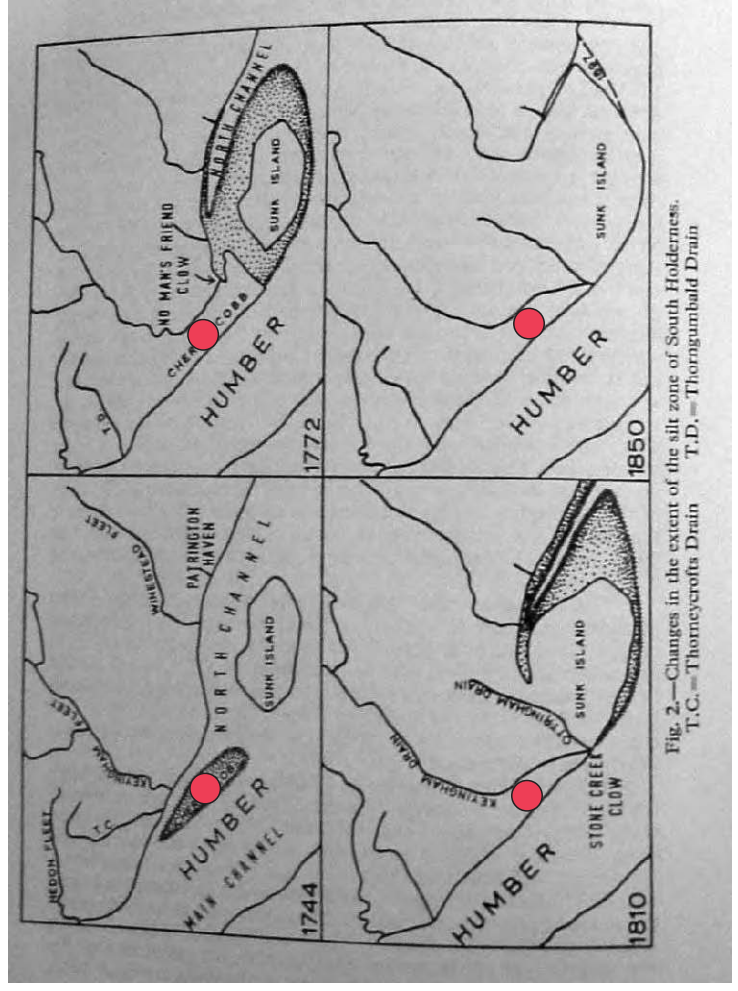 HEDON FLEET
T.C.
KEYINGHAM
FLEET
WINESTEAD
FLEET
PATRINGTON
HAVEN
NORTH CHANNEL
SUNK ISLAND
HUMBER
MAIN CHANNEL
1744
T.D.
NO MAN'S FRIEND
CLOW
NORTH CHANNEL
COBB
SUNK ISLAND
HUMBER
1772
KEYINGHAM DRAIN
OTTRINGHAM DRAIN
SUNK ISLAND
HUMBER
STONE CREEK
CLOW
1810
1827
SUNK ISLAND
HUMBER
1850
Fig. 2.—Changes in the extent of the silt zone of South Holderness.
T.C. = Thorneycrofts Drain T.D. = Thorngumbald Drain